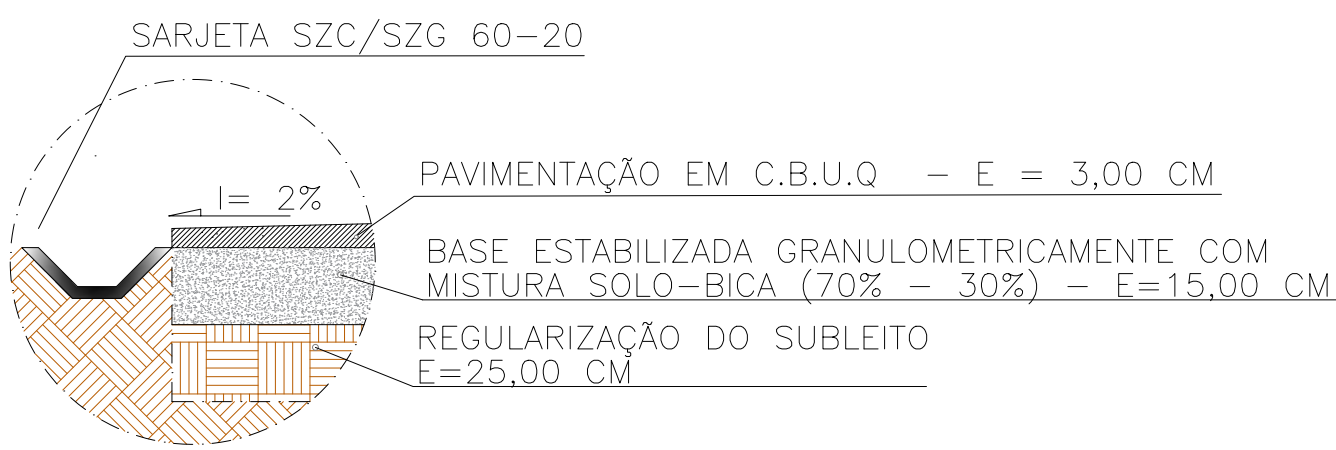 SARJETA SZC/SZG 60-20
PAVIMENTAÇÃO EM C.B.U.Q - E = 3,00 CM
I= 2%
BASE ESTABILIZADA GRANULOMETRICAMENTE COM
MISTURA SOLO-BICA (70% - 30%) - E=15,00 CM
REGULARIZAÇÃO DO SUBLEITO
E=25,00 CM